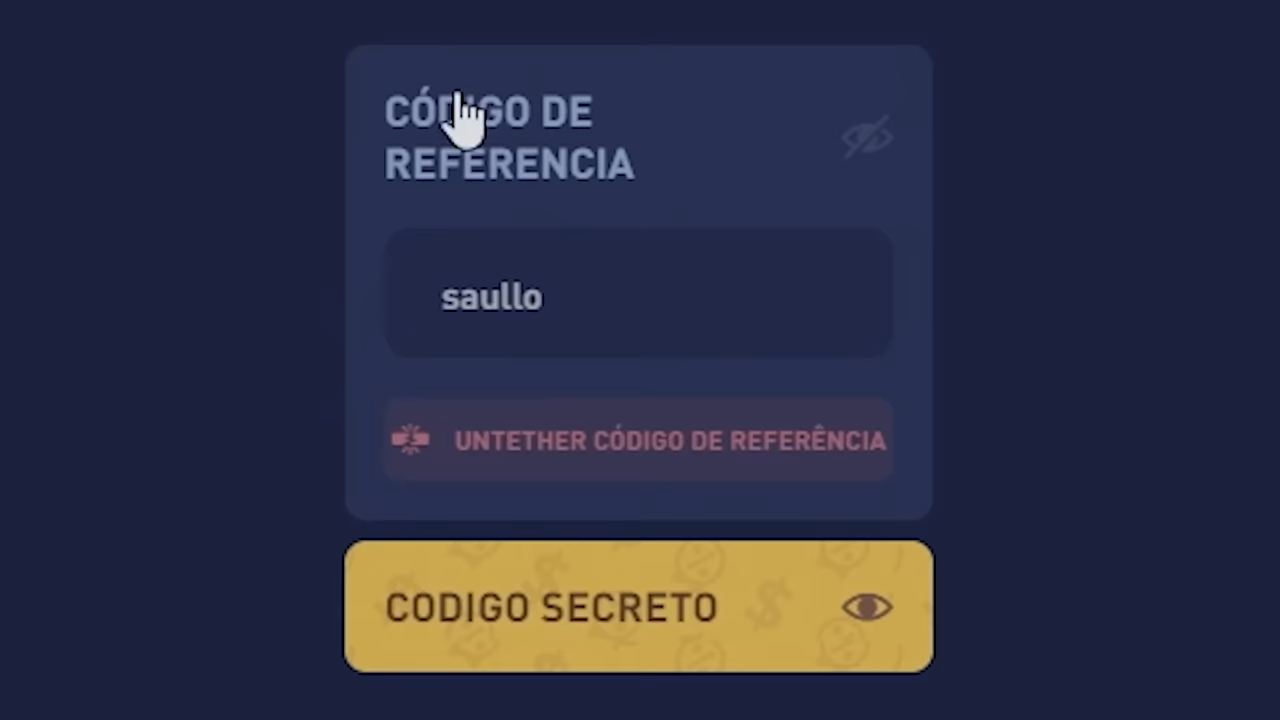 CÓDIGO DE
REFERENCIA
saullo
UNTETHER CÓDIGO DE REFERÊNCIA
CODIGO SECRETO